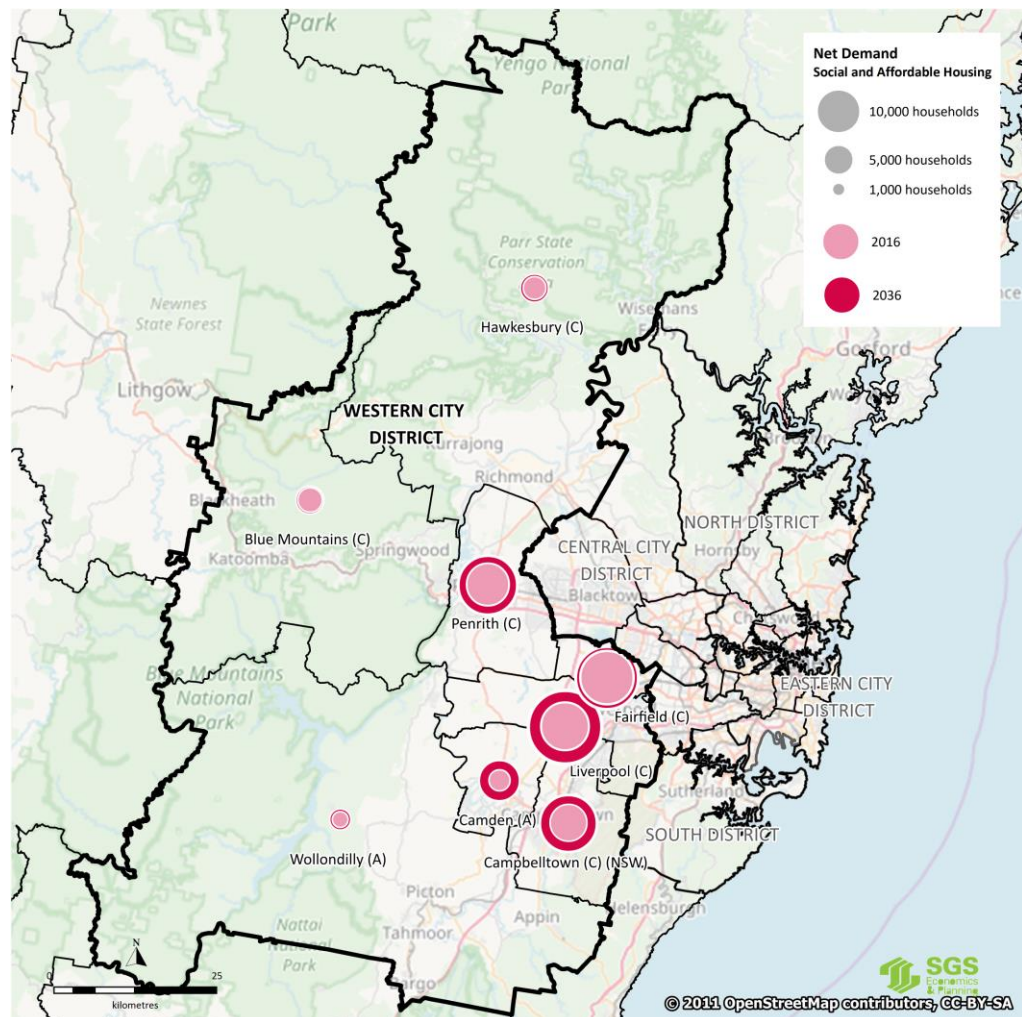 Park
Yengo National
Park
Net Demand
Social and Affordable Housing
10,000 households
5,000 households
1,000 households
2016
2036
Parr State
Conservation
Hawkesbury (C)
Newnes
State Forest
Wisemans
Gosford
Lithgow
WESTERN CITY
DISTRICT
Kurrajong
Richmond
Blackheath
Blue Mountains (C)
Katoomba
Springwood
NORTH DISTRICT
Hornsby
CENTRAL CITY
DISTRICT
Blacktown
Chatswood
Penrith (C)
Blue Mountains
National
Park
EASTERN CITY
DISTRICT
Fairfield (C)
Liverpool (C)
Camden (A)
Sutherland
SOUTH DISTRICT
Wollondilly (A)
Campbelltown (C) (NSW)
Picton
Appin
Helensburgh
Tahmoor
Nattai
National
Park
N
0
25
kilometres
SGS
Economics
& Planning
© 2011 OpenStreetMap contributors, CC-BY-SA